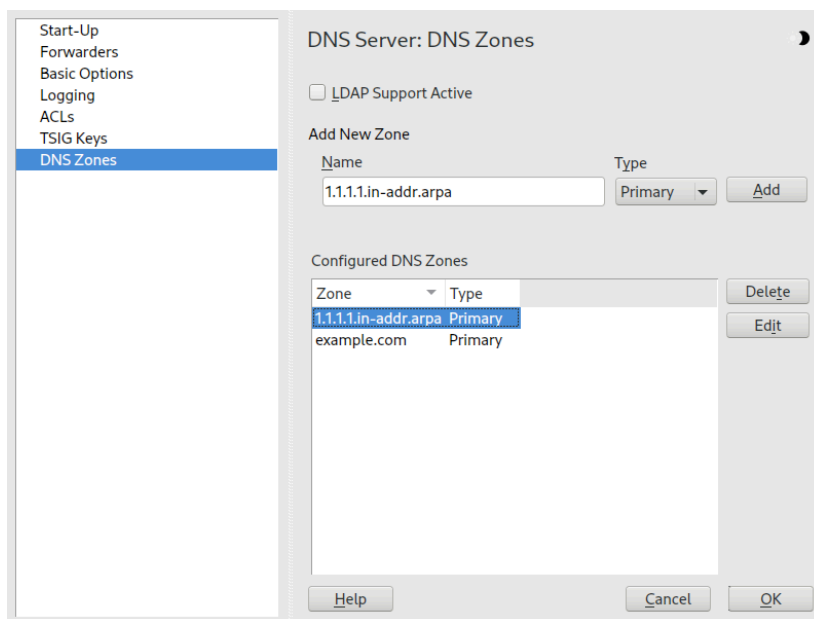 Start-Up
Forwarders
Basic Options
Logging
ACLs
TSIG Keys
DNS Zones
DNS Server: DNS Zones
LDAP Support Active
Add New Zone
Name Type
1.1.1.1.in-addr.arpa Primary Add
Configured DNS Zones
Zone Type Delete
1.1.1.1.in-addr.arpa Primary Edit
example.com Primary
Help Cancel OK